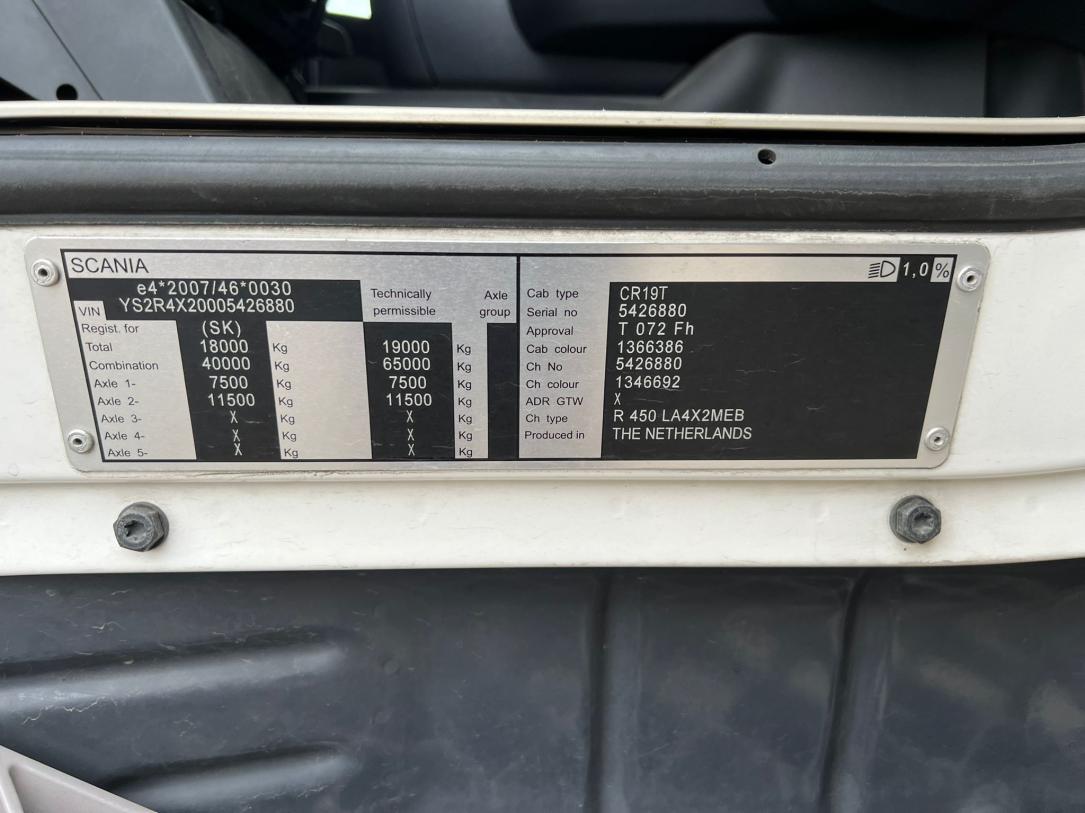 SCANIA
e4*2007/46*0030
VIN YS2R4X20005426880
Technically permissible
Axle group
Regist. for (SK)
Total 18000 Kg 19000 Kg
Combination 40000 Kg 65000 Kg
Axle 1- 7500 Kg 7500 Kg
Axle 2- 11500 Kg 11500 Kg
Axle 3- X Kg X Kg
Axle 4- X Kg X Kg
Axle 5- X Kg X Kg
1,0 %
Cab type CR19T
Serial no 5426880
Approval T 072 Fh
Cab colour 1366386
Ch No 5426880
Ch colour 1346692
ADR GTW X
Ch type R 450 LA4X2MEB
Produced in THE NETHERLANDS